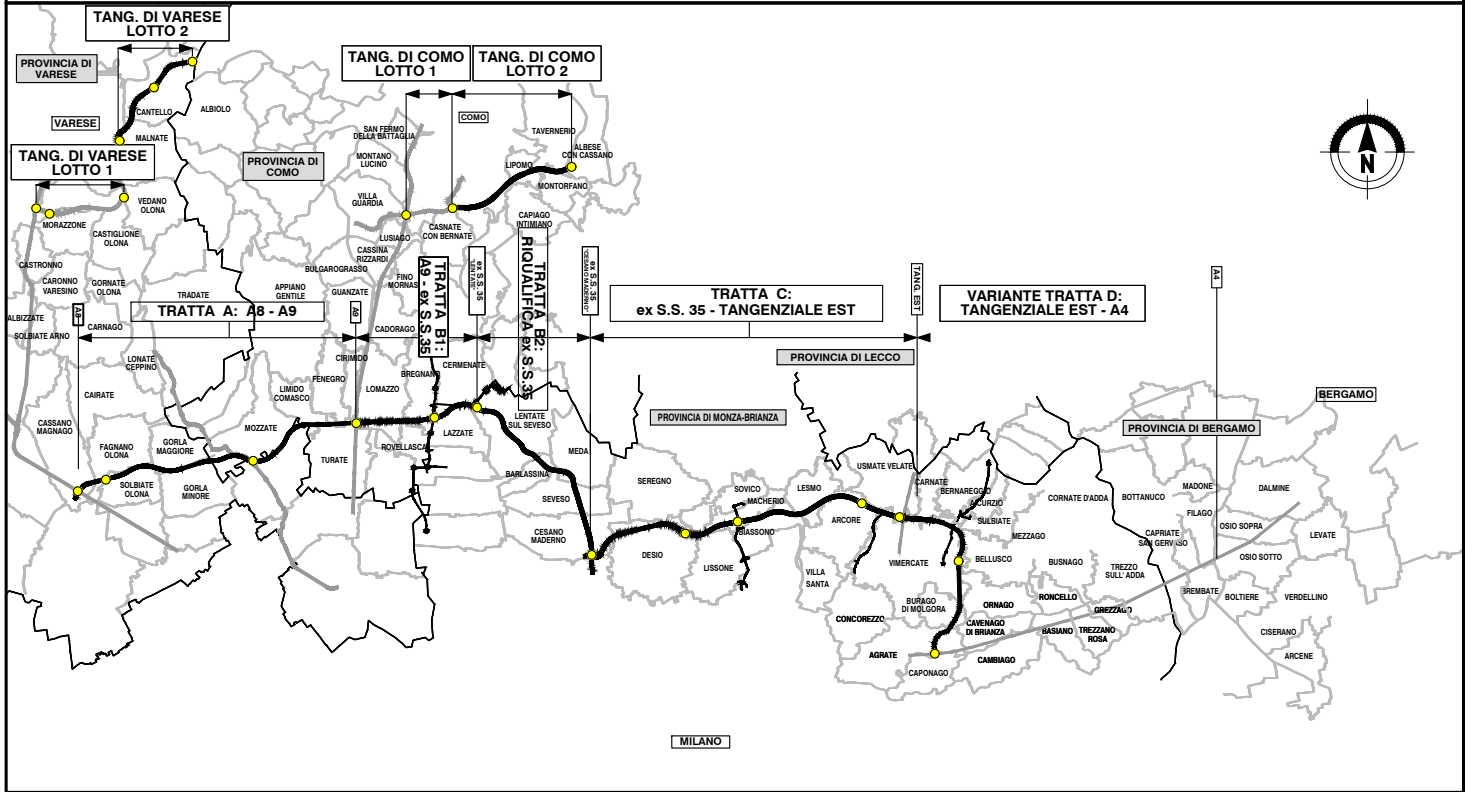 TANG. DI VARESE
LOTTO 2
PROVINCIA DI
VARESE
CANTELLO
ALBIOLO
VARESE
MALNATE
TANG. DI VARESE
LOTTO 1
VEDANO
OLONA
MORAZZONE
CASTIGLIONE
OLONA
PROVINCIA DI
COMO
TANG. DI COMO
LOTTO 1
TANG. DI COMO
LOTTO 2
COMO
SAN FERMO
DELLA BATTAGLIA
MONTANO
LUCINO
VILLA
GUARDIA
TAVERNERIO
ALBESE
CON CASSANO
LIPOMO
MONTORFANO
CAPIAGO
INTIMIANO
LUSIAGO
CASNATE
CON BERNATE
CASSINA
RIZZARDI
BULGAROGRASSO
FINO
MORNAS
GUANZATE
APPIANO
GENTILE
CASTRONNO
CARONNO
VARESINO
GORNATE
OLONA
TRADATE
ALBIZZATE
SOLBIATE ARNO
CARNAGO
A8
TRATTA A: A8 - A9
A9
TRATTA B1:
A9 - ex S.S.35
ex S.S. 35
"LENTATE"
TRATTA B2:
RIQUALIFICA ex S.S.35
ex S.S. 35
"CESANO MADERNO"
TRATTA C:
ex S.S. 35 - TANGENZIALE EST
TANG. EST
VARIANTE TRATTA D:
TANGENZIALE EST - A4
A4
N
CADORAGO
CIRIMIDO
FENEGRO
LOMAZZO
BREGNANO
CERMENATE
LONATE
CEPPINO
LIMIDO
COMASCO
CAIRATE
CASSANO
MAGNAGO
FAGNANO
OLONA
GORLA
MAGGIORE
MOZZATE
SOLBIATE
OLONA
GORLA
MINORE
TURATE
ROVELLASCA
LAZZATE
LENTATE
SUL SEVESO
BARLASSINA
MEDA
SEVESO
CESANO
MADERNO
PROVINCIA DI LECCO
PROVINCIA DI MONZA-BRIANZA
BERGAMO
PROVINCIA DI BERGAMO
SEREGNO
DESIO
SOVICO
MACHERIO
BIASSONO
LISSONE
LESMO
ARCORE
USMATE VELATE
CARNATE
BERNAREGGIO
AICURZIO
SULBIATE
MEZZAGO
CORNATE D'ADDA
BOTTANUCO
MADONE
FILAGO
DALMINE
OSIO SOPRA
CAPRIATE
SAN GERVASO
OSIO SOTTO
LEVATE
VILLA
SANTA
VIMERCATE
BELLUSCO
BUSNAGO
TREZZO
SULL' ADDA
BREMBATE
BOLTIERE
VERDELLINO
CISERANO
ARCENE
CONCOREZZO
BURAGO
DI MOLGORA
ORNAGO
RONCELLO
GREZZAGO
CAVENAGO
DI BRIANZA
BASIANO
TREZZANO
ROSA
AGRATE
CAMBIAGO
CAPONAGO
MILANO